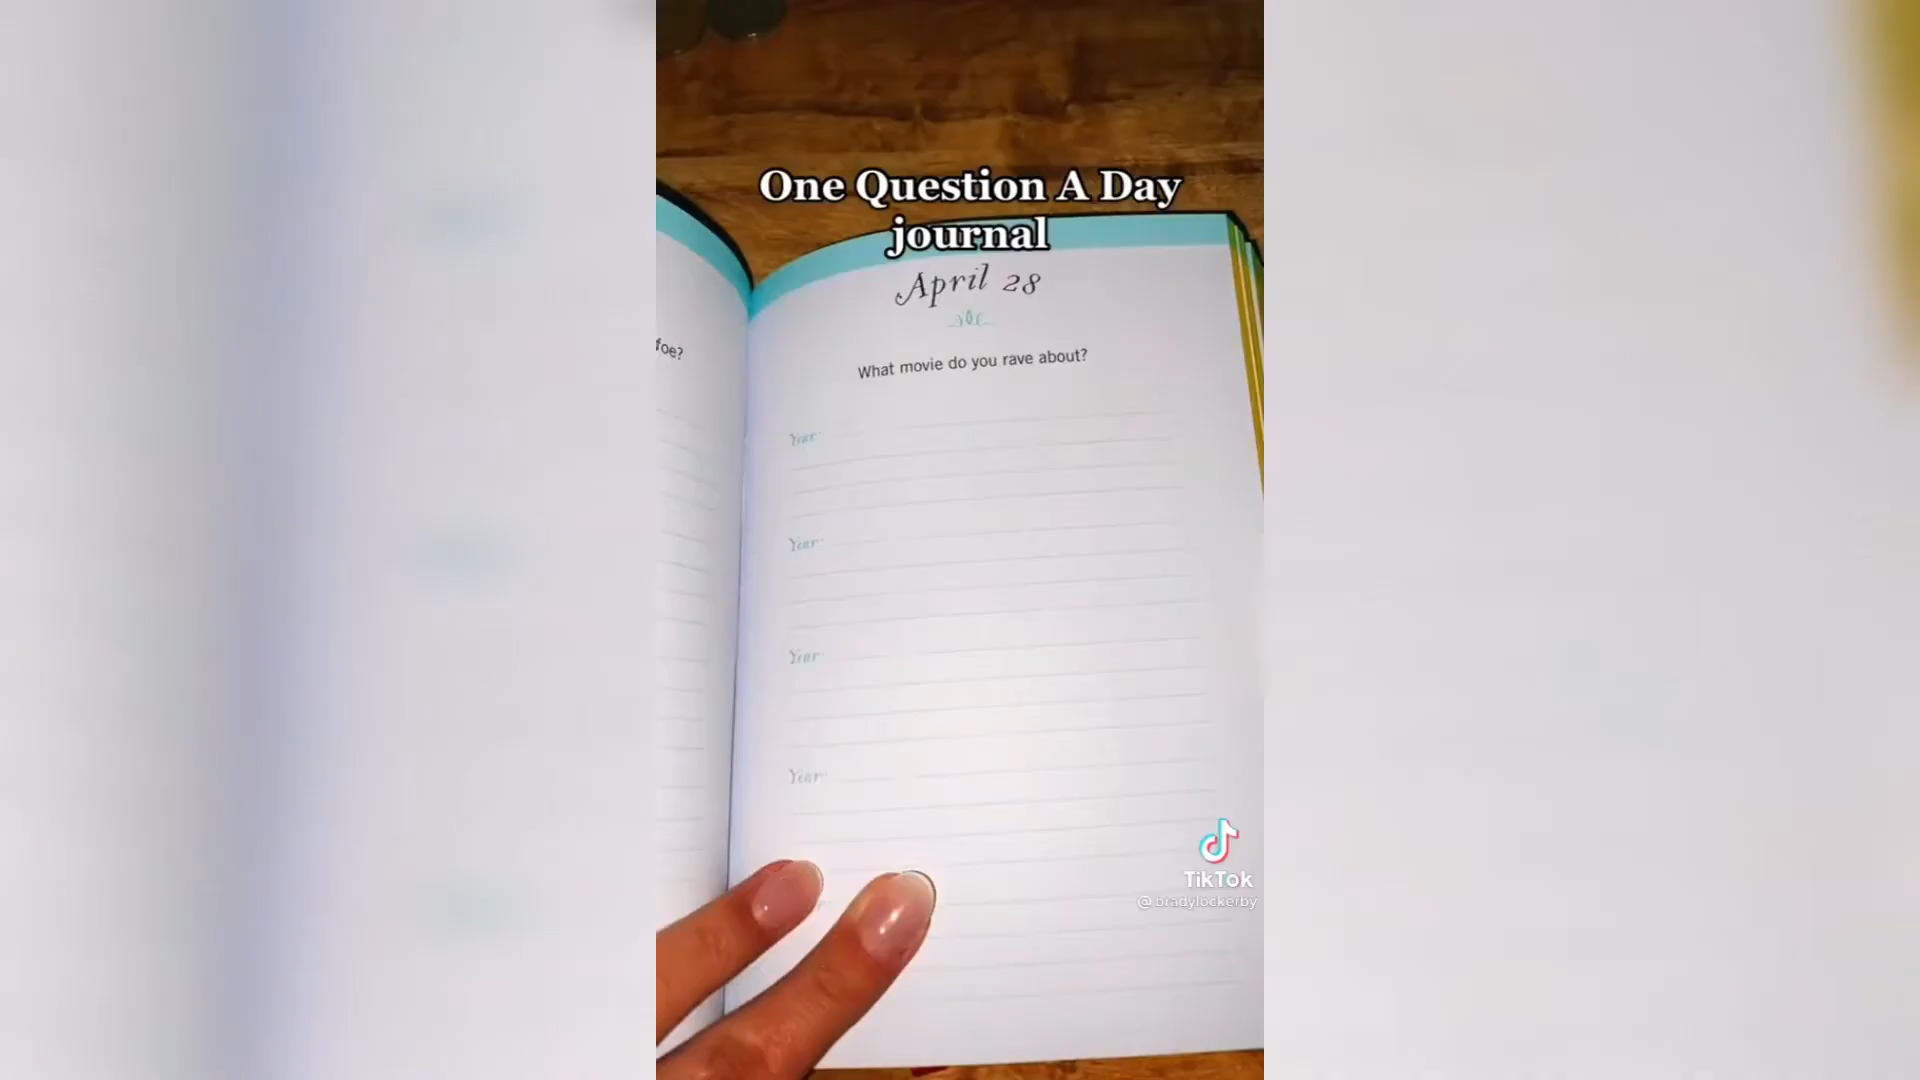 One Question A Day
journal
April 28
foe?
What movie do you rave about?
Year
Year
Year
Year
TikTok
@bradylockerby